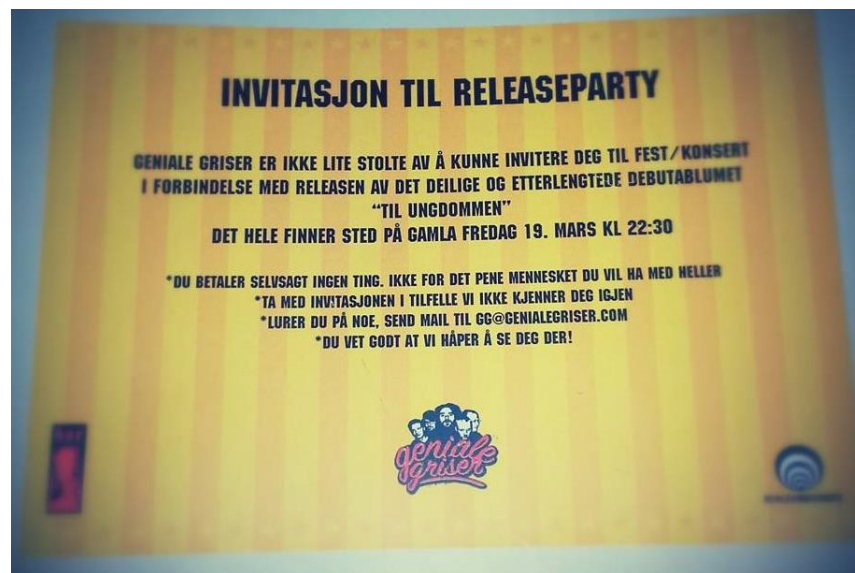 INVITASJON TIL RELEASEPARTY
GENIALE GRISER ER IKKE LITE STOLTE AV Å KUNNE INVITERE DEG TIL FEST/KONSERT
I FORBINDELSE MED RELEASEN AV DET DEILIGE OG ETTERLENGTEDE DEBUTABLUMET
"TIL UNGDOMMEN"
DET HELE FINNER STED PÅ GAMLA FREDAG 19. MARS KL 22:30
*DU BETALER SELVSAGT INGEN TING. IKKE FOR DET PENE MENNESKET DU VIL HA MED HELLER
*TA MED INVITASJONEN I TILFELLE VI IKKE KJENNER DEG IGJEN
*LURER DU PÅ NOE, SEND MAIL TIL GG@GENIALEGRISER.COM
*DU VET GODT AT VI HÅPER Å SE DEG DER!
geniale
griser